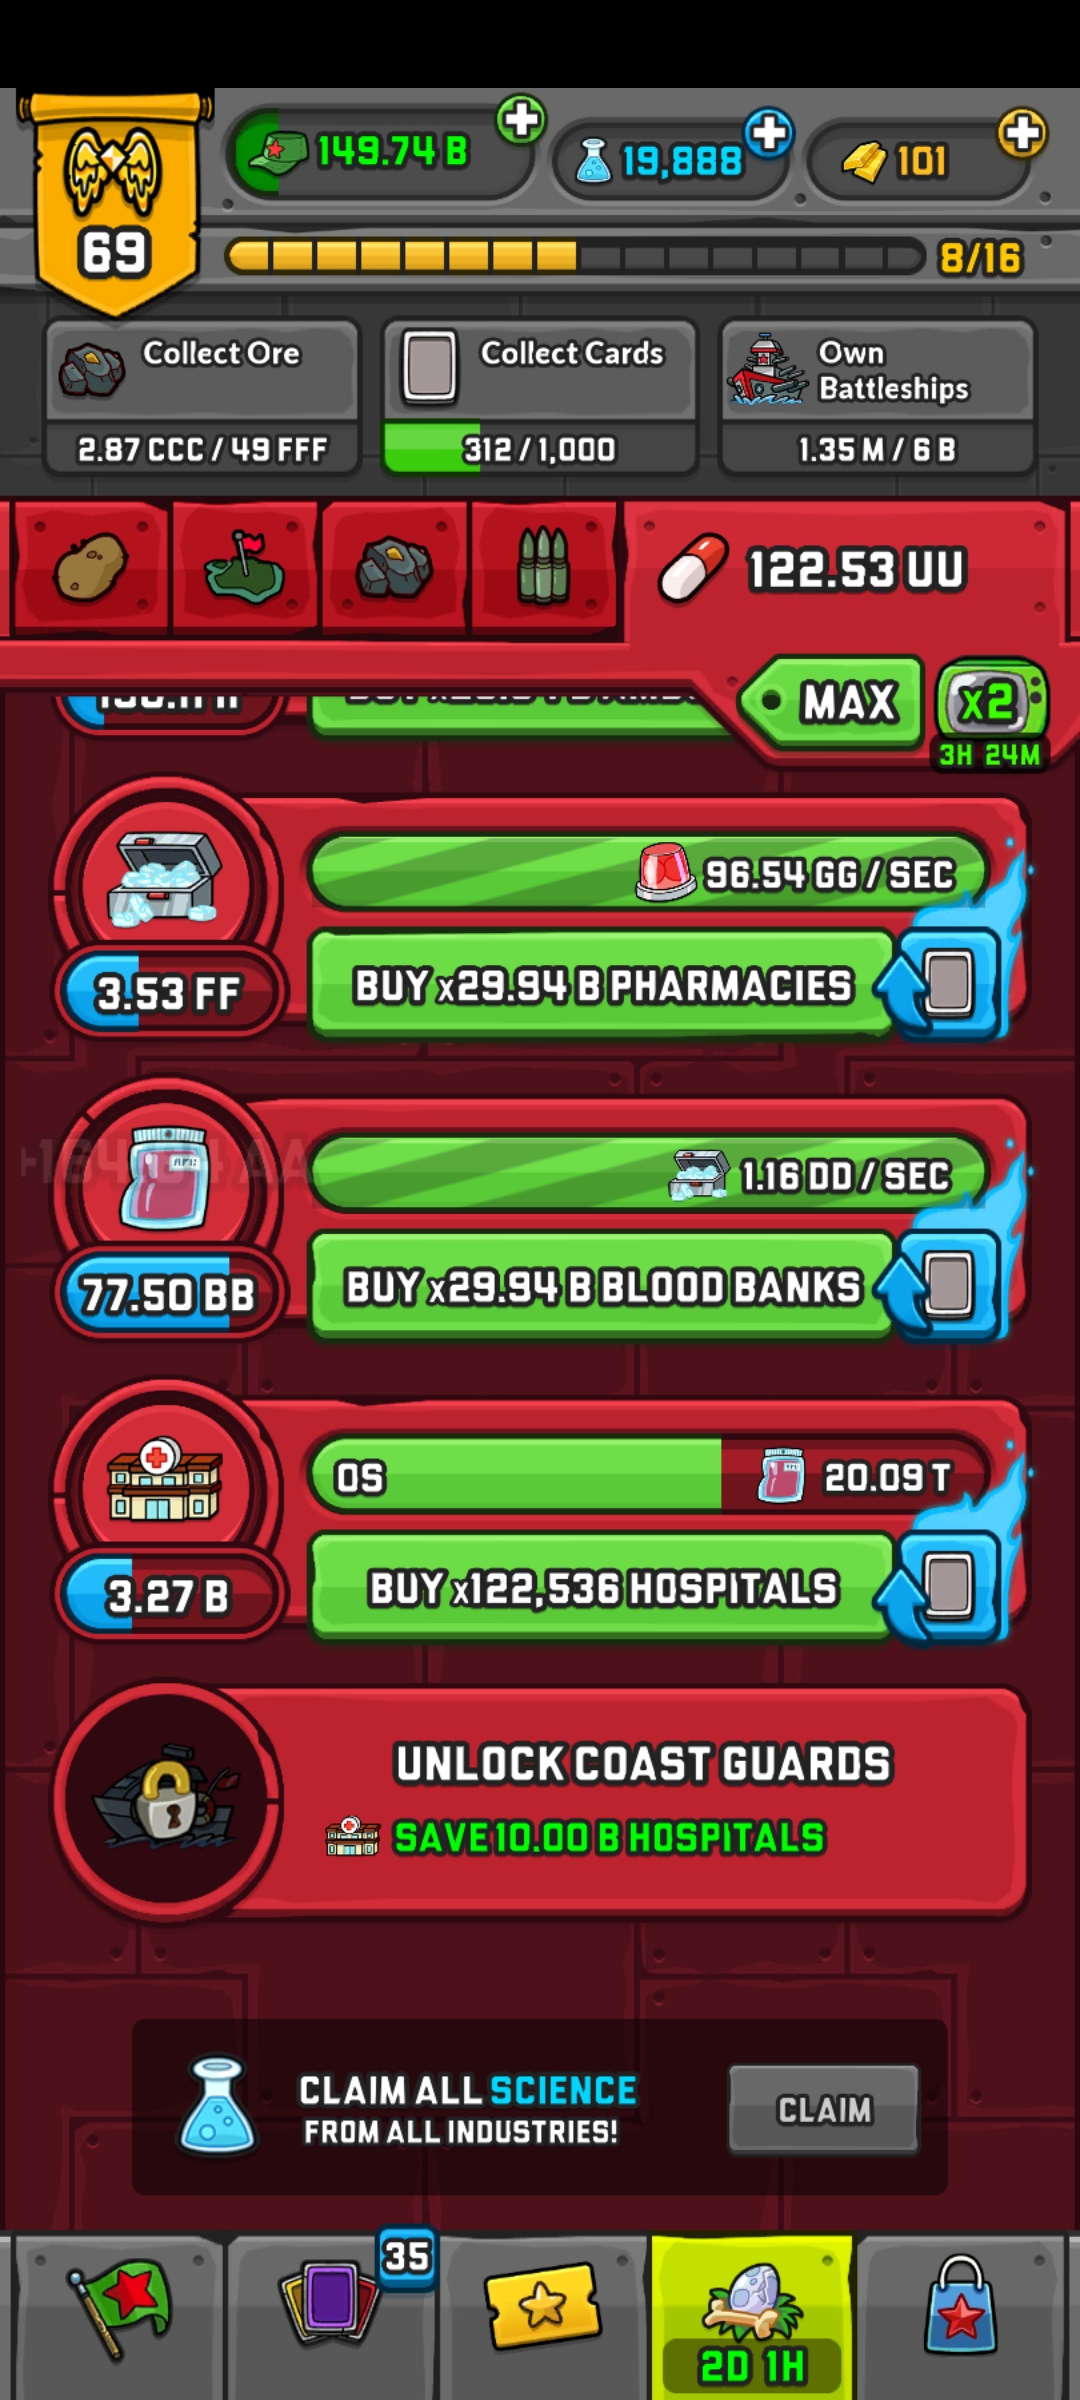 149.74 B
19,888
101
69
8/16
Collect Ore
2.87 CCC / 49 FFF
Collect Cards
312 / 1,000
Own
Battleships
1.35 M / 6 B
122.53 UU
MAX
x2
3H 24M
96.54 GG / SEC
3.53 FF
BUY x29.94 B PHARMACIES
1.16 DD / SEC
77.50 BB
BUY x29.94 B BLOOD BANKS
0S
20.09 T
3.27 B
BUY x122,536 HOSPITALS
UNLOCK COAST GUARDS
SAVE 10.00 B HOSPITALS
CLAIM ALL SCIENCE
FROM ALL INDUSTRIES!
CLAIM
35
2D 1H